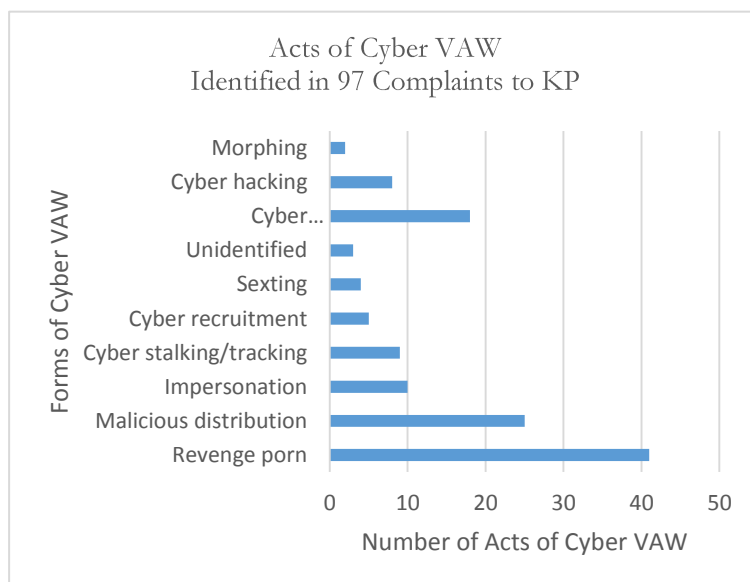 Acts of Cyber VAW
Identified in 97 Complaints to KP
Forms of Cyber VAW
Morphing
Cyber hacking
Cyber...
Unidentified
Sexting
Cyber recruitment
Cyber stalking/tracking
Impersonation
Malicious distribution
Revenge porn
0 10 20 30 40 50
Number of Acts of Cyber VAW